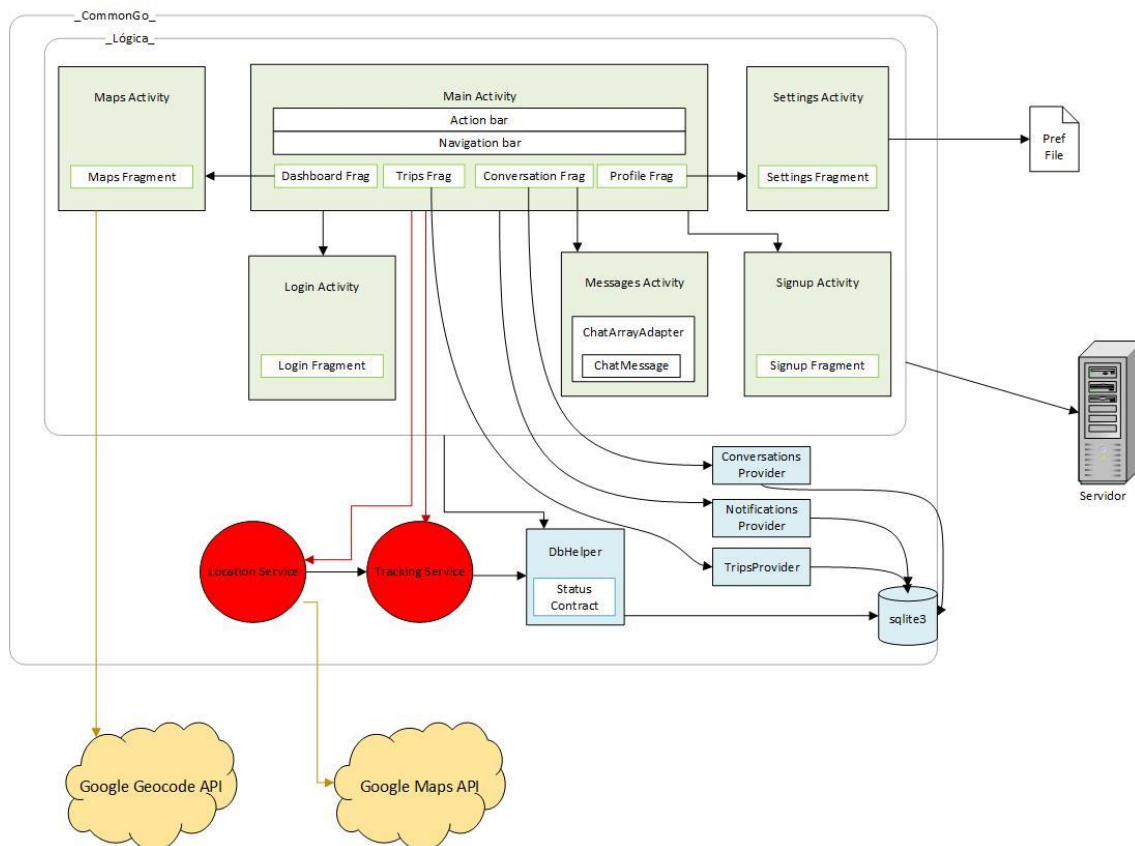 _CommonGo_
_Lógica_
Maps Activity
Main Activity
Settings Activity
Action bar
Navigation bar
Pref
File
Maps Fragment
Dashboard Frag
Trips Frag
Conversation Frag
Profile Frag
Settings Fragment
Login Activity
Messages Activity
Signup Activity
ChatArrayAdapter
Login Fragment
ChatMessage
Signup Fragment
Conversations
Provider
Servidor
Notifications
Provider
Location Service
Tracking Service
DbHelper
Status
Contract
TripsProvider
sqlite3
Google Geocode API
Google Maps API